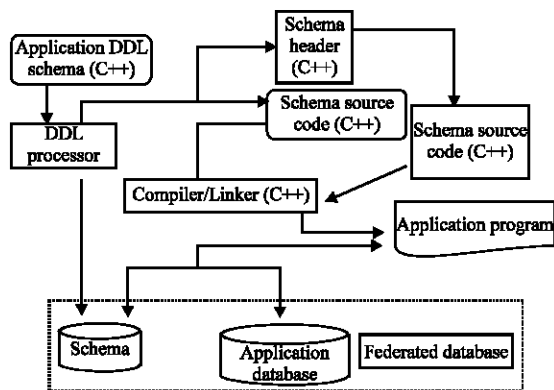 Application DDL
schema (C++)
Schema
header
(C++)
Schema source
code (C++)
Schema source
code (C++)
DDL
processor
Compiler/Linker (C++)
Application program
Schema
Application
database
Federated database